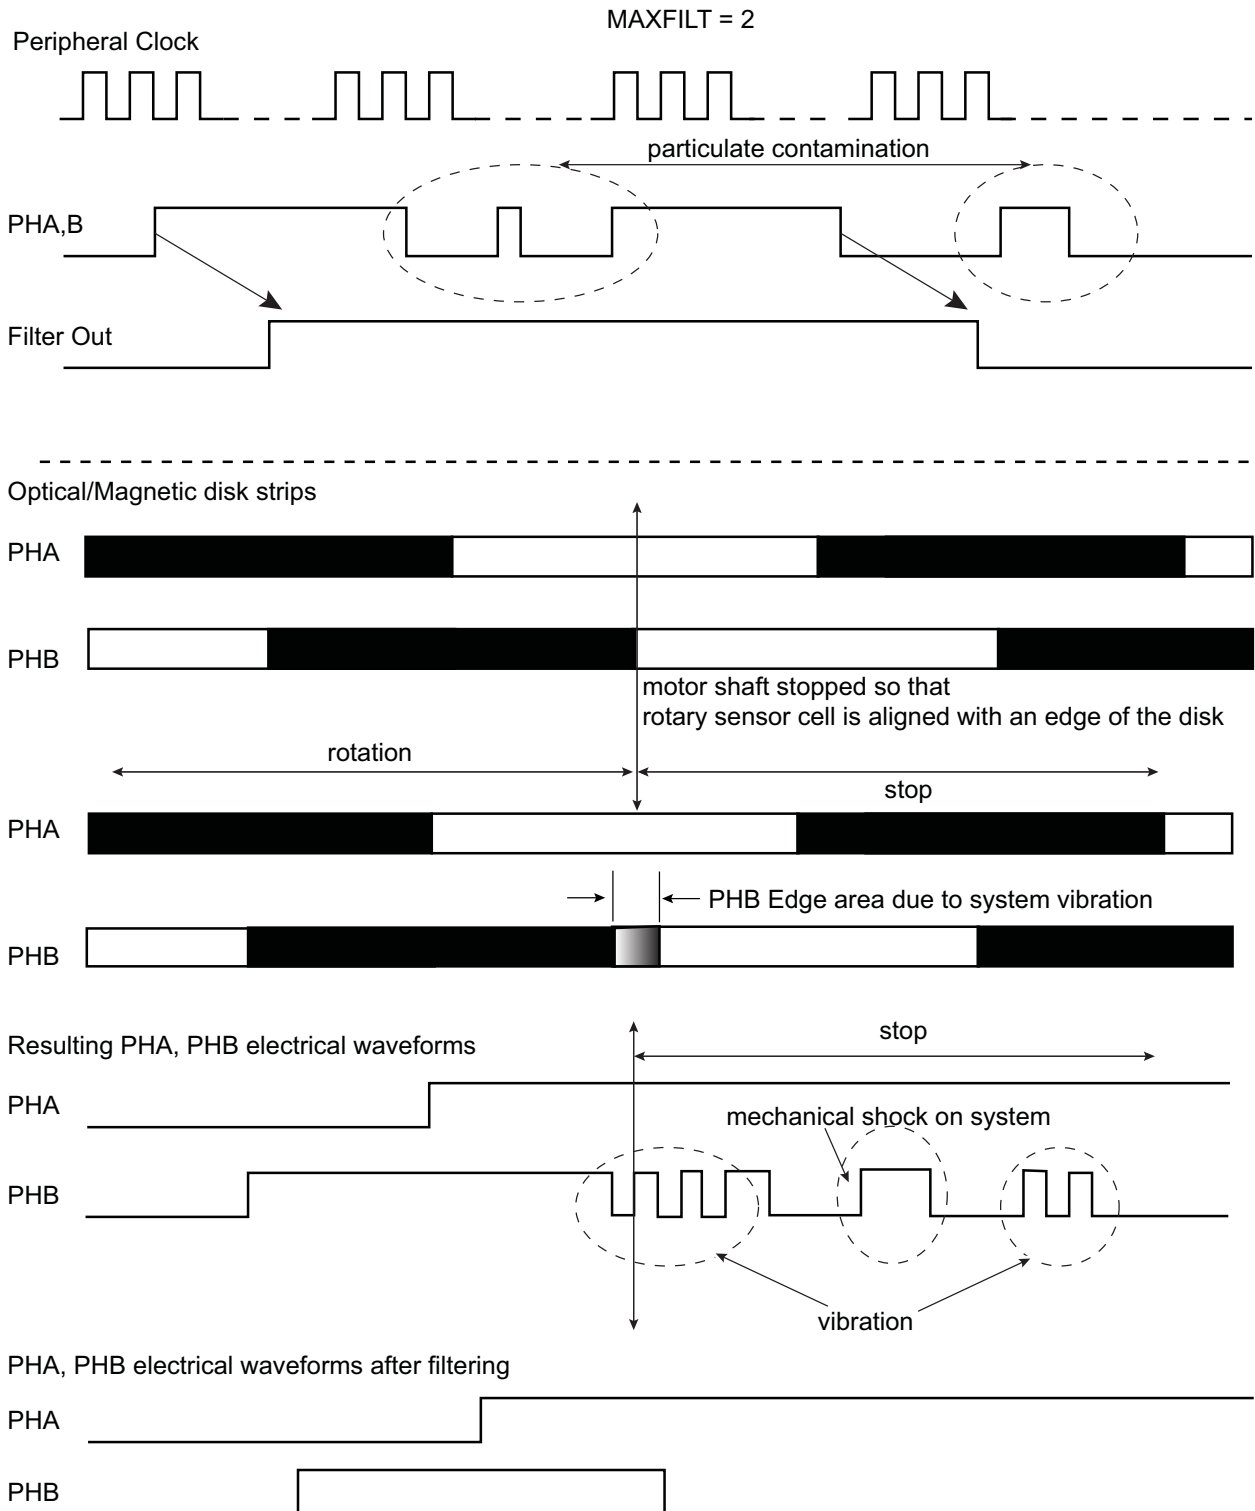 MAXFILT = 2
Peripheral Clock
particulate contamination
PHA,B
Filter Out
Optical/Magnetic disk strips
PHA
PHB
motor shaft stopped so that
rotary sensor cell is aligned with an edge of the disk
rotation
stop
PHA
PHB Edge area due to system vibration
PHB
stop
Resulting PHA, PHB electrical waveforms
PHA
mechanical shock on system
PHB
vibration
PHA, PHB electrical waveforms after filtering
PHA
PHB